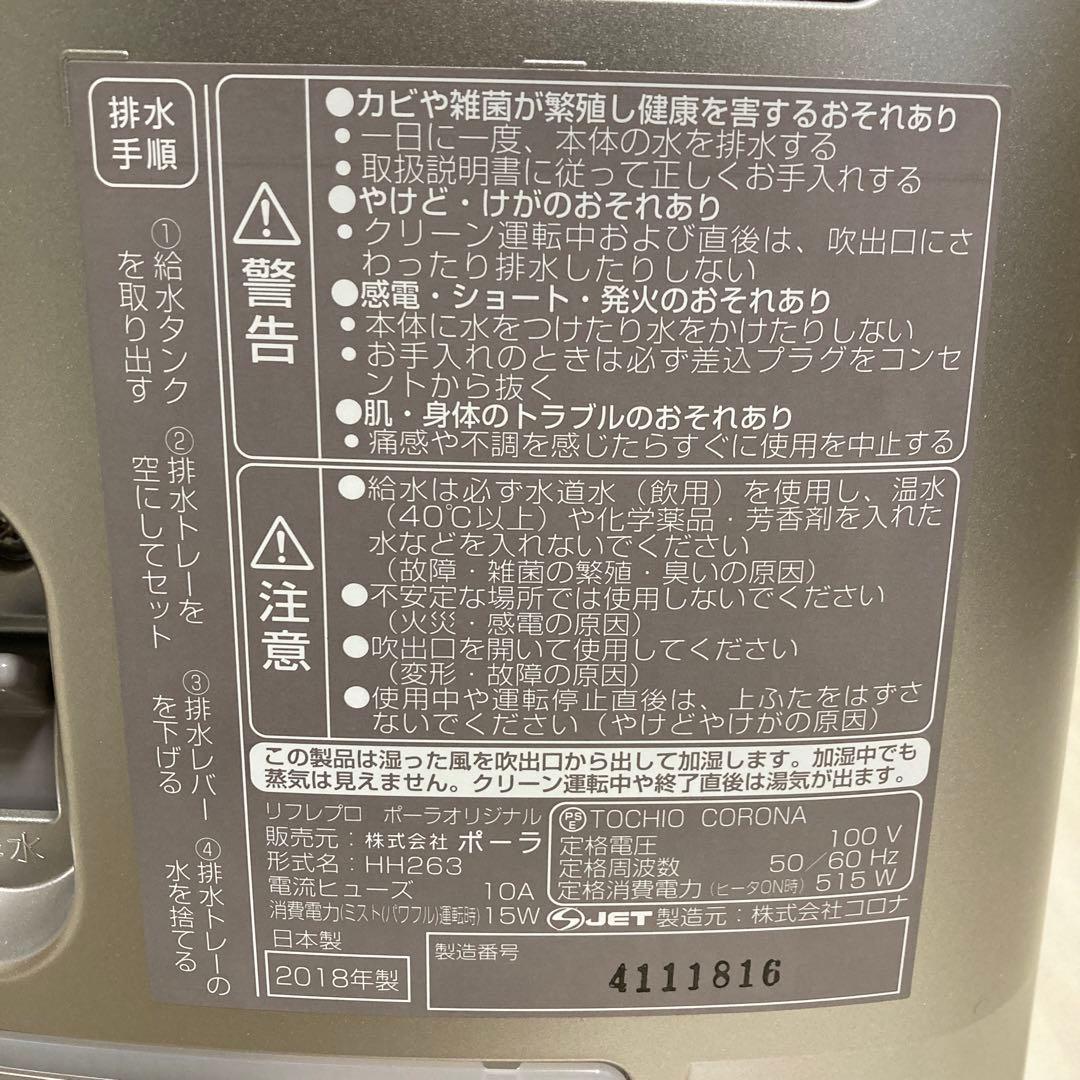 排水
手順
①給水タンク
を取り出す
②排水トレーを
空にしてセット
③排水レバー
を下げる
④排水トレーの
水を捨てる
警告
●カビや雑菌が繁殖し健康を害するおそれあり
•一日に一度、本体の水を排水する
•取扱説明書に従って正しくお手入れする
●やけど・けがのおそれあり
•クリーン運転中および直後は、吹出口にさ
わったり排水したりしない
●感電・ショート・発火のおそれあり
•本体に水をつけたり水をかけたりしない
•お手入れのときは必ず差込プラグをコンセ
ントから抜く
●肌・身体のトラブルのおそれあり
•痛感や不調を感じたらすぐに使用を中止する
注意
●給水は必ず水道水（飲用）を使用し、温水
（40℃以上）や化学薬品・芳香剤を入れた
水などを入れないでください
（故障・雑菌の繁殖・臭いの原因）
●不安定な場所では使用しないでください
（火災・感電の原因）
●吹出口を開いて使用してください
（変形・故障の原因）
●使用中や運転停止直後は、上ふたをはずさ
ないでください（やけどやけがの原因）
この製品は湿った風を吹出口から出して加湿します。加湿中でも
蒸気は見えません。クリーン運転中や終了直後は湯気が出ます。
リフレプロ ポーラオリジナル
販売元：株式会社 ポーラ
形式名：HH263
電流ヒューズ 10A
消費電力(ミスト(パワフル)運転時) 15W
日本製
2018年製
PSE TOCHIO CORONA
定格電圧 100 V
定格周波数 50／60 Hz
定格消費電力（ヒータON時）515 W
JET 製造元：株式会社コロナ
製造番号
4111816
水